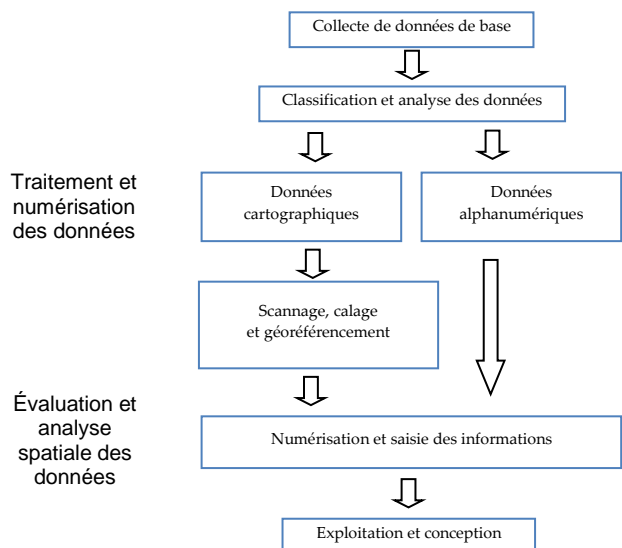 Collecte de données de base
Classification et analyse des données
Traitement et
numérisation
des données
Données
cartographiques
Données
alphanumériques
Scannage, calage
et géoréférencement
Évaluation et
analyse
spatiale des
données
Numérisation et saisie des informations
Exploitation et conception